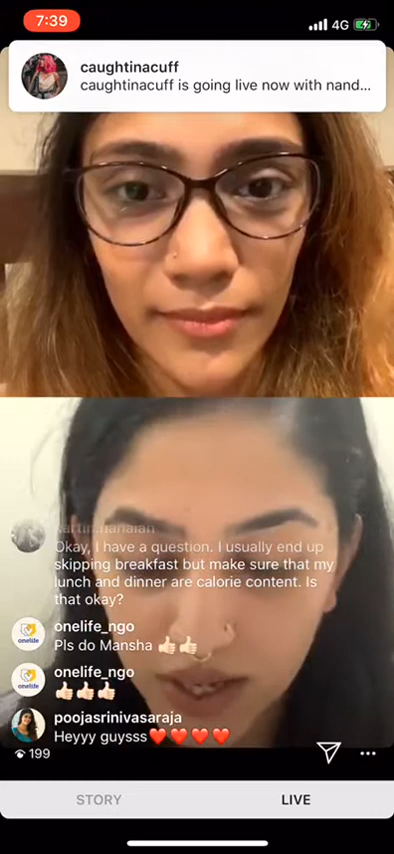 7:39
4G
caughtinacuff
caughtinacuff is going live now with nand...
Okay, I have a question. I usually end up
skipping breakfast but make sure that my
lunch and dinner are calorie content. Is
that okay?
onelife_ngo
onelife
Pls do Mansha 👍🏻👍🏻
onelife_ngo
onelife
👍🏻👍🏻👍🏻
poojasrinivasaraja
Heyyy guysss❤️❤️❤️❤️
199
STORY
LIVE